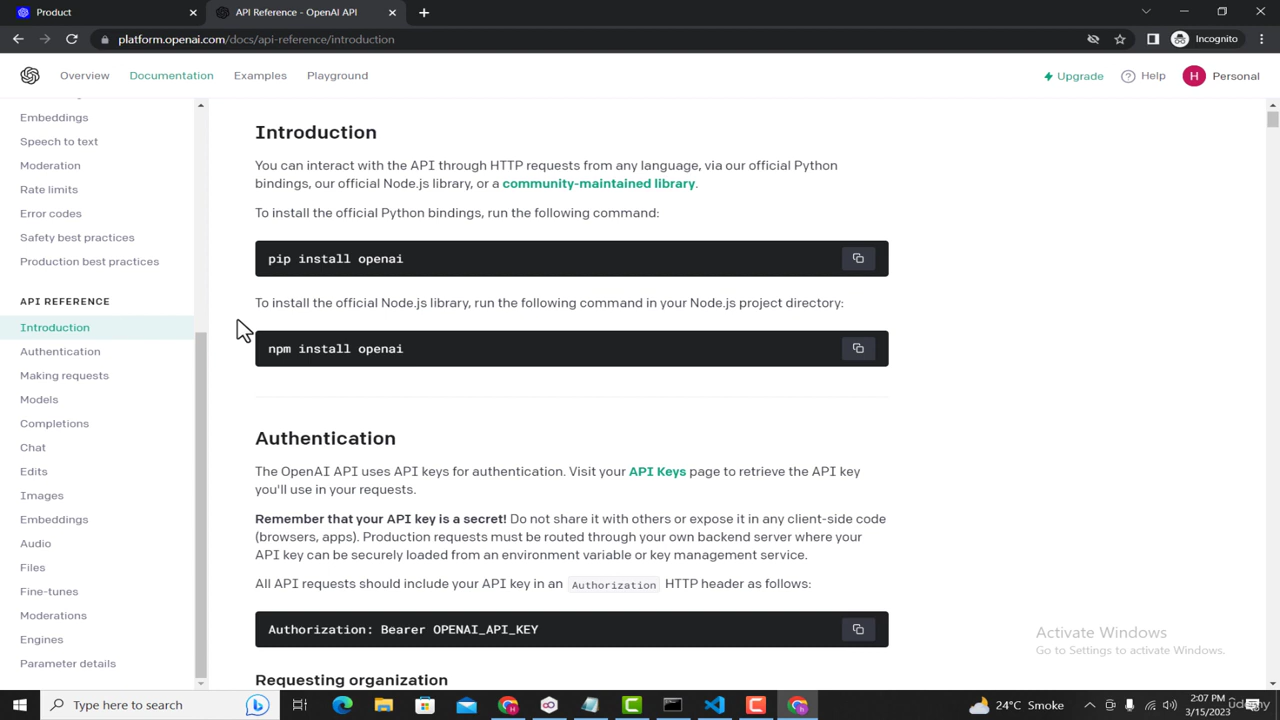 Product
API Reference - OpenAI API
platform.openai.com/docs/api-reference/introduction
Incognito
Overview
Documentation
Examples
Playground
Upgrade
Help
H
Personal
Embeddings
Speech to text
Moderation
Rate limits
Error codes
Safety best practices
Production best practices
API REFERENCE
Introduction
Authentication
Making requests
Models
Completions
Chat
Edits
Images
Embeddings
Audio
Files
Fine-tunes
Moderations
Engines
Parameter details
Introduction
You can interact with the API through HTTP requests from any language, via our official Python
bindings, our official Node.js library, or a community-maintained library.
To install the official Python bindings, run the following command:
pip install openai
To install the official Node.js library, run the following command in your Node.js project directory:
npm install openai
Authentication
The OpenAI API uses API keys for authentication. Visit your API Keys page to retrieve the API key
you'll use in your requests.
Remember that your API key is a secret! Do not share it with others or expose it in any client-side code
(browsers, apps). Production requests must be routed through your own backend server where your
API key can be securely loaded from an environment variable or key management service.
All API requests should include your API key in an Authorization HTTP header as follows:
Authorization: Bearer OPENAI_API_KEY
Requesting organization
Activate Windows
Go to Settings to activate Windows.
Type here to search
24°C Smoke
2:07 PM
3/15/2023
Udemy